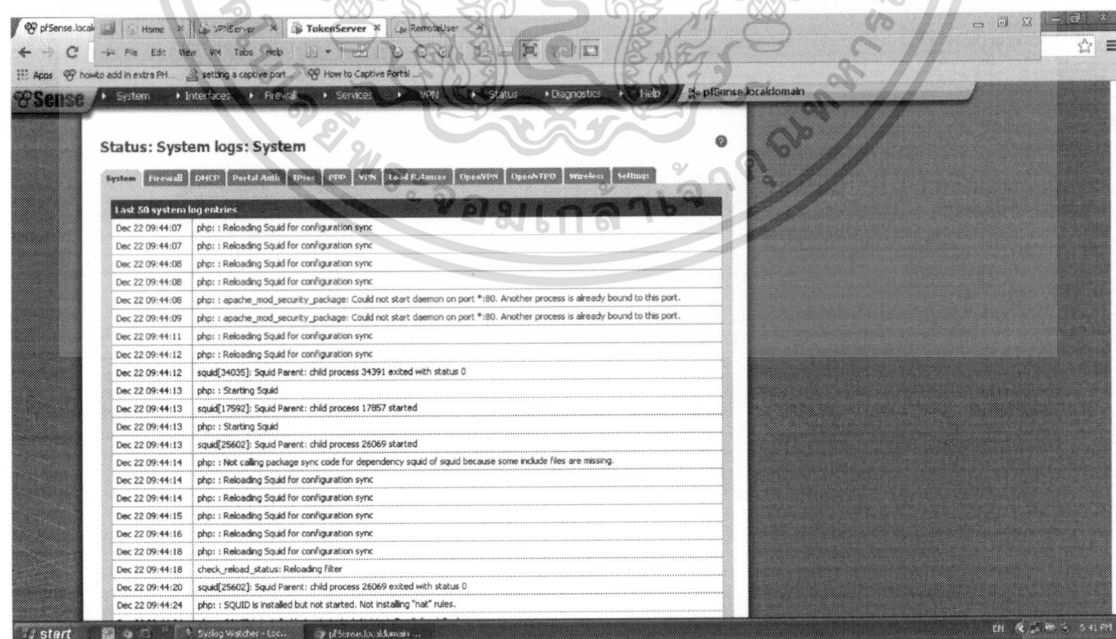 pfSense.local Home VPNServer TokenServer RemoteUser
File Edit View VM Tabs Help
Apps howto add in extra PH... setting a captive port... How to Captive Portal ...
Sense System Interfaces Firewall Services VPN Status Diagnostics Help pfSense.localdomain
Status: System logs: System
System Firewall DHCP Portal Auth IPsec PPP VPN Load Balancer OpenVPN OpenNTPD Wireless Settings
Last 50 system log entries
Dec 22 09:44:07 php: : Reloading Squid for configuration sync
Dec 22 09:44:07 php: : Reloading Squid for configuration sync
Dec 22 09:44:08 php: : Reloading Squid for configuration sync
Dec 22 09:44:08 php: : Reloading Squid for configuration sync
Dec 22 09:44:08 php: : apache_mod_security_package: Could not start daemon on port *:80. Another process is already bound to this port.
Dec 22 09:44:09 php: : apache_mod_security_package: Could not start daemon on port *:80. Another process is already bound to this port.
Dec 22 09:44:11 php: : Reloading Squid for configuration sync
Dec 22 09:44:12 php: : Reloading Squid for configuration sync
Dec 22 09:44:12 squid[34035]: Squid Parent: child process 34391 exited with status 0
Dec 22 09:44:13 php: : Starting Squid
Dec 22 09:44:13 squid[17592]: Squid Parent: child process 17857 started
Dec 22 09:44:13 php: : Starting Squid
Dec 22 09:44:13 squid[25602]: Squid Parent: child process 26069 started
Dec 22 09:44:14 php: : Not calling package sync code for dependency squid of squid because some include files are missing.
Dec 22 09:44:14 php: : Reloading Squid for configuration sync
Dec 22 09:44:14 php: : Reloading Squid for configuration sync
Dec 22 09:44:15 php: : Reloading Squid for configuration sync
Dec 22 09:44:16 php: : Reloading Squid for configuration sync
Dec 22 09:44:18 php: : Reloading Squid for configuration sync
Dec 22 09:44:18 check_reload_status: Reloading filter
Dec 22 09:44:20 squid[25602]: Squid Parent: child process 26069 exited with status 0
Dec 22 09:44:24 php: : SQUID is installed but not started. Not installing "nat" rules.
start Syslog Watcher - Loc... pfSense.localdomain ... EN 5:41 PM